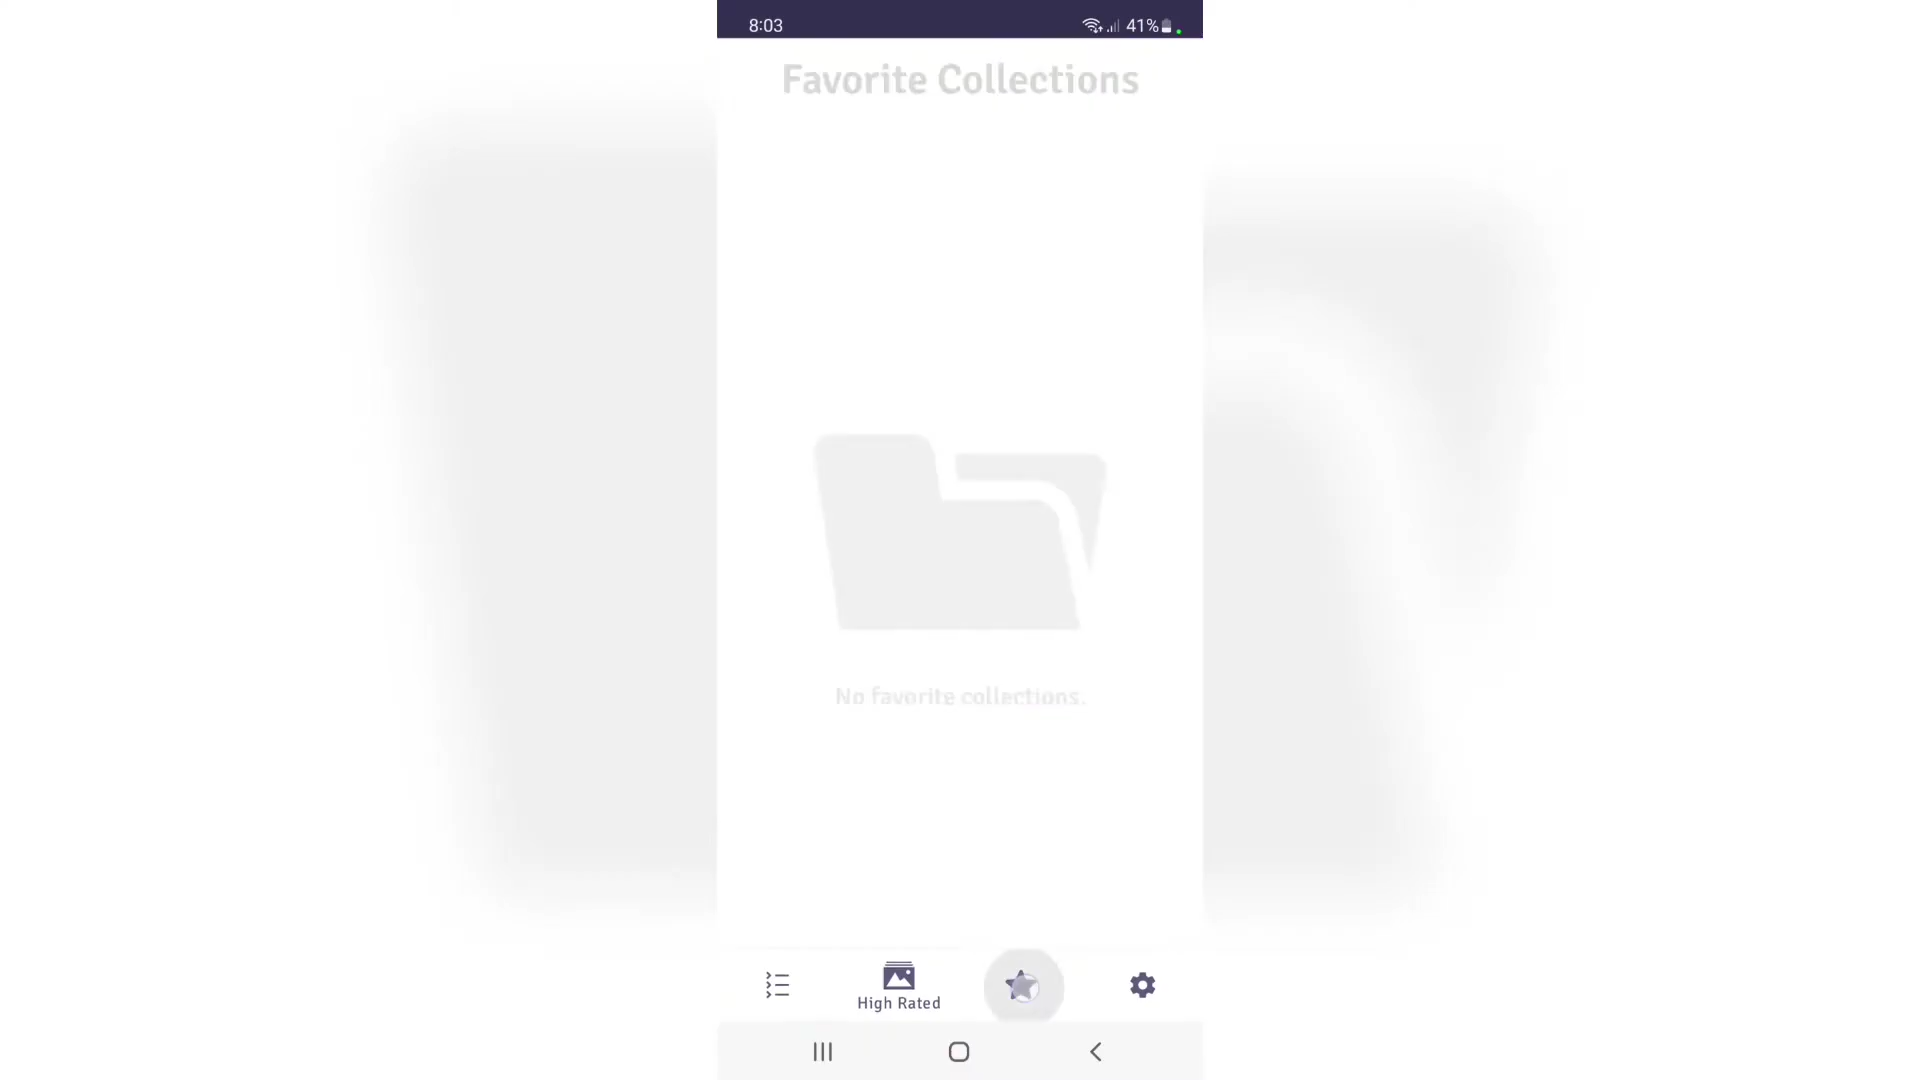 8:03
41%
Favorite Collections
No favorite collections.
High Rated